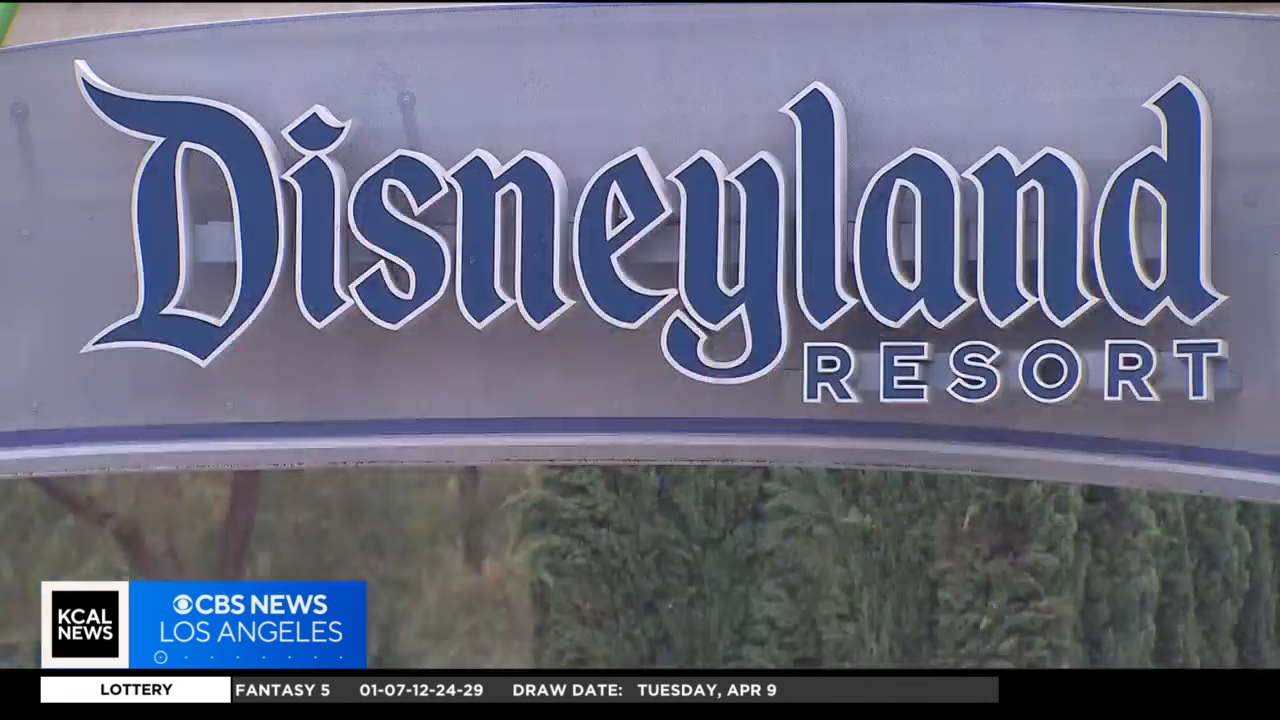 Disneyland
RESORT
KCAL
NEWS
CBS NEWS
LOS ANGELES
LOTTERY FANTASY 5 01-07-12-24-29 DRAW DATE: TUESDAY, APR 9